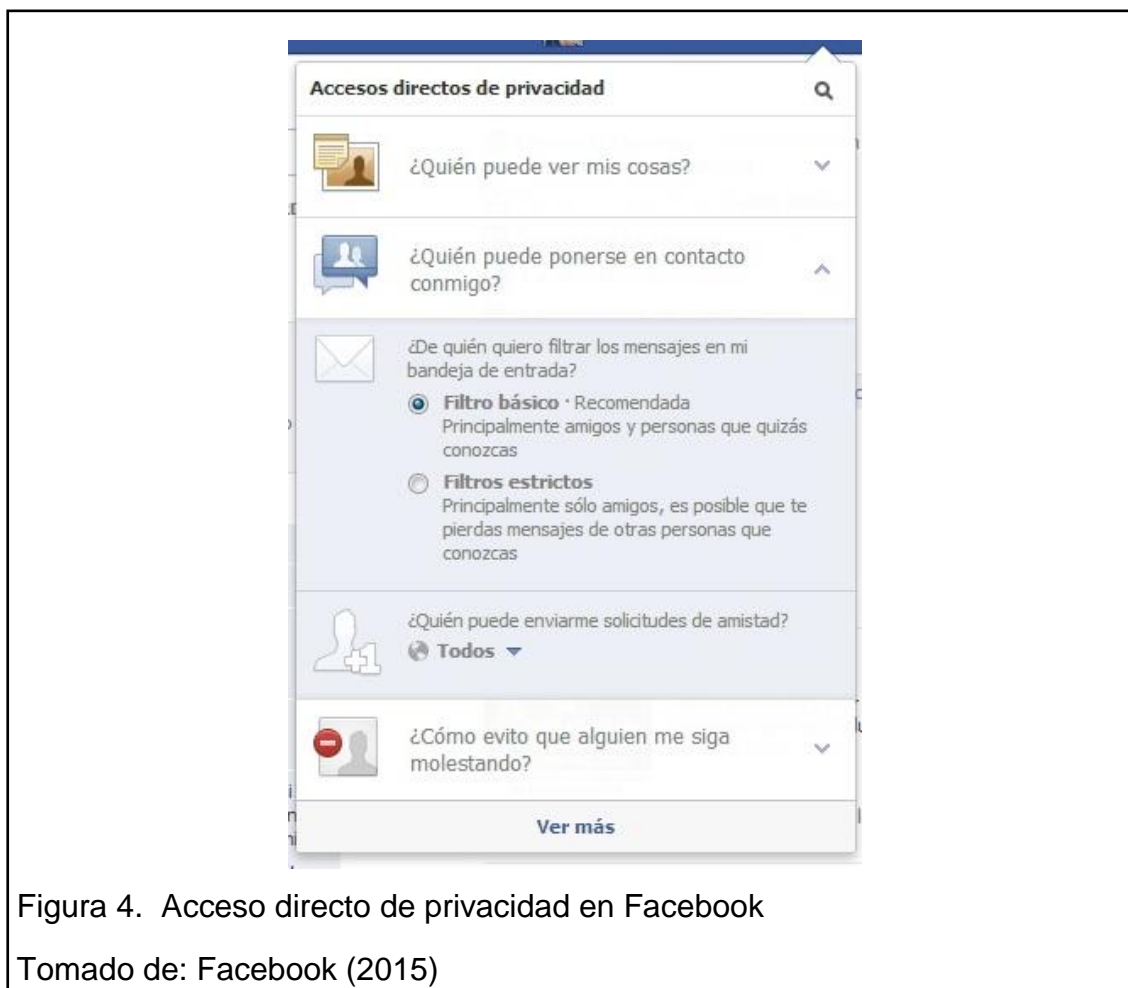 Accesos directos de privacidad
¿Quién puede ver mis cosas?
¿Quién puede ponerse en contacto
conmigo?
¿De quién quiero filtrar los mensajes en mi
bandeja de entrada?
Filtro básico · Recomendada
Principalmente amigos y personas que quizás
conozcas
Filtros estrictos
Principalmente sólo amigos, es posible que te
pierdas mensajes de otras personas que
conozcas
¿Quién puede enviarme solicitudes de amistad?
+1
Todos
¿Cómo evito que alguien me siga
molestando?
Ver más
Figura 4. Acceso directo de privacidad en Facebook
Tomado de: Facebook (2015)